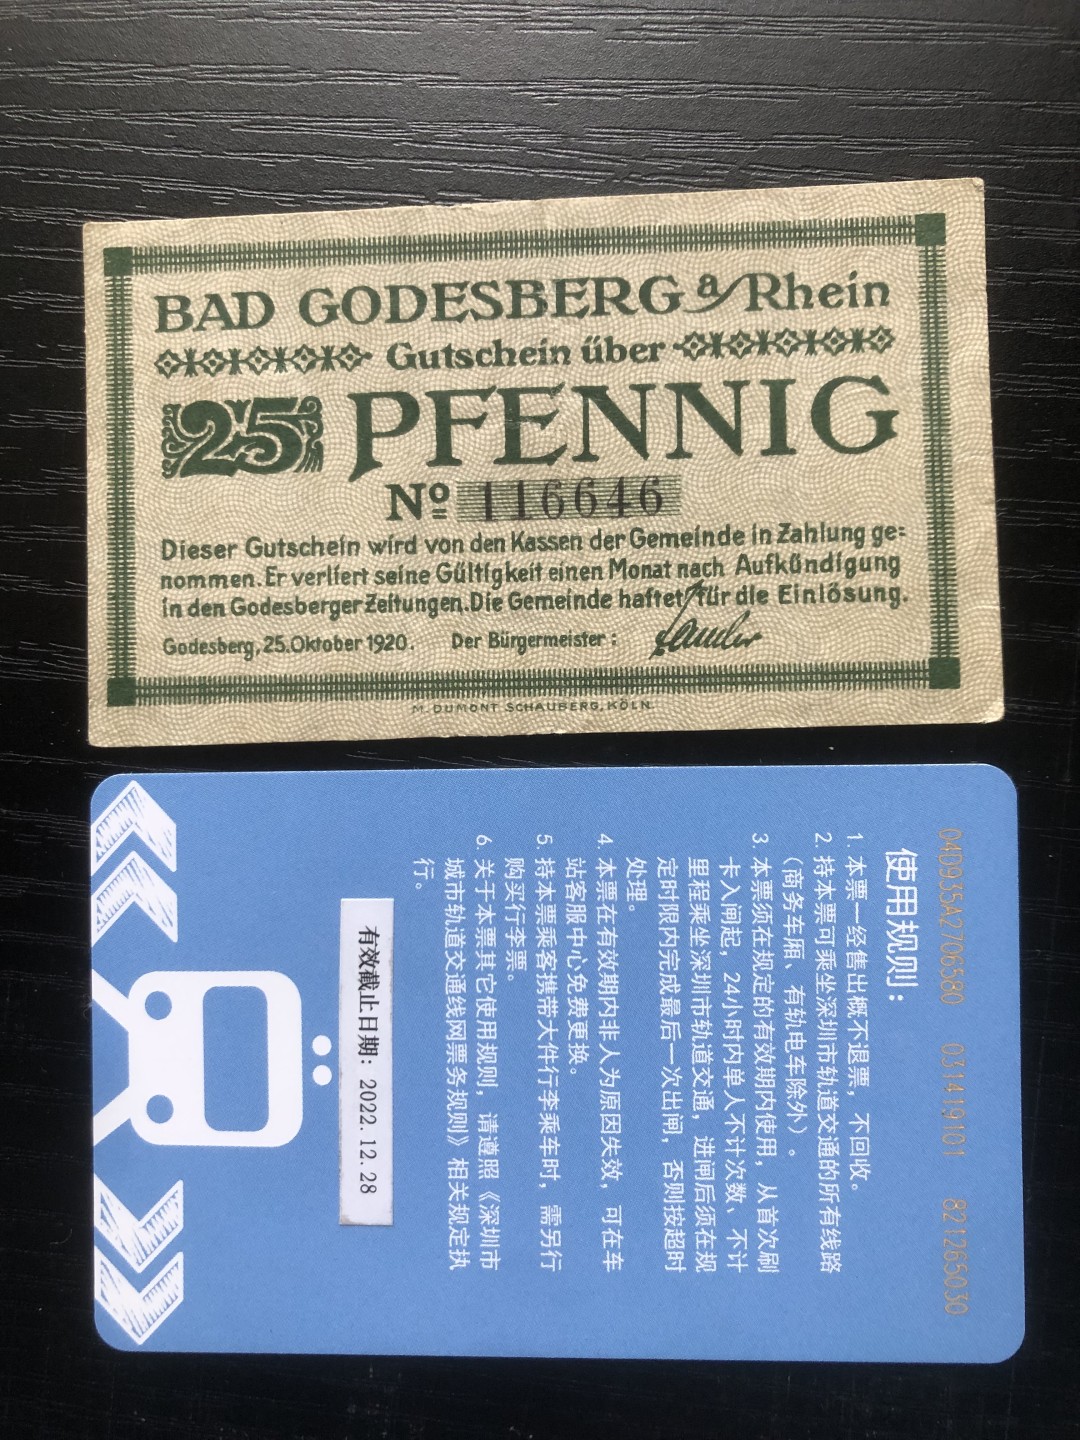 BAD GODESBERG a/Rhein
Gutschein über
25 PFENNIG
Nº 116646
Dieser Gutschein wird von den Kassen der Gemeinde in Zahlung ge=
nommen. Er verliert seine Gültigkeit einen Monat nach Aufkündigung
in den Godesberger Zeitungen. Die Gemeinde haftet für die Einlösung.
Godesberg, 25. Oktober 1920. Der Bürgermeister:
M. DUMONT SCHAUBERG, KÖLN.
04D935A2706580 031419101 821265030
使用规则：
1. 本票一经售出概不退票，不回收。
2. 持本票可乘坐深圳市轨道交通的所有线路
（商务车厢、有轨电车除外）。
3. 本票须在规定的有效期内使用，从首次刷
卡入闸起，24小时内单人不计次数、不计
里程乘坐深圳市轨道交通，进闸后须在规
定时限内完成最后一次出闸，否则按超时
处理。
4. 本票在有效期内非人为原因失效，可在车
站客服中心免费更换。
5. 持本票乘客携带大件行李乘车时，需另行
购买行李票。
6. 关于本票其它使用规则，请遵照《深圳市
城市轨道交通线网票务规则》相关规定执
行。
有效截止日期：2022.12.28